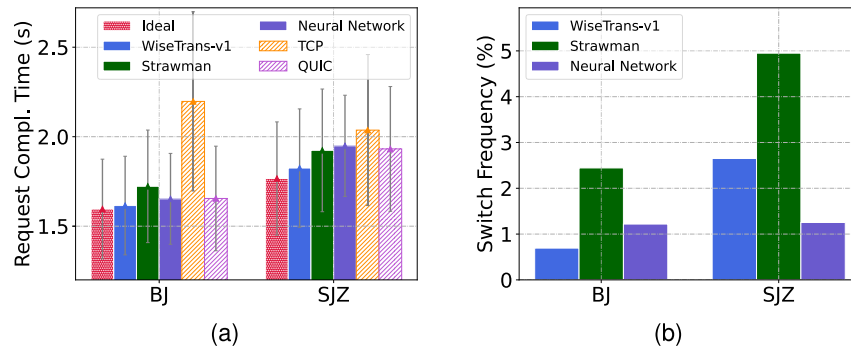 Request Compl. Time (s)
2.5
2.0
1.5
Ideal
WiseTrans-v1
Strawman
Neural Network
TCP
QUIC
BJ
SJZ
(a)
Switch Frequency (%)
5
4
3
2
1
0
WiseTrans-v1
Strawman
Neural Network
BJ
SJZ
(b)